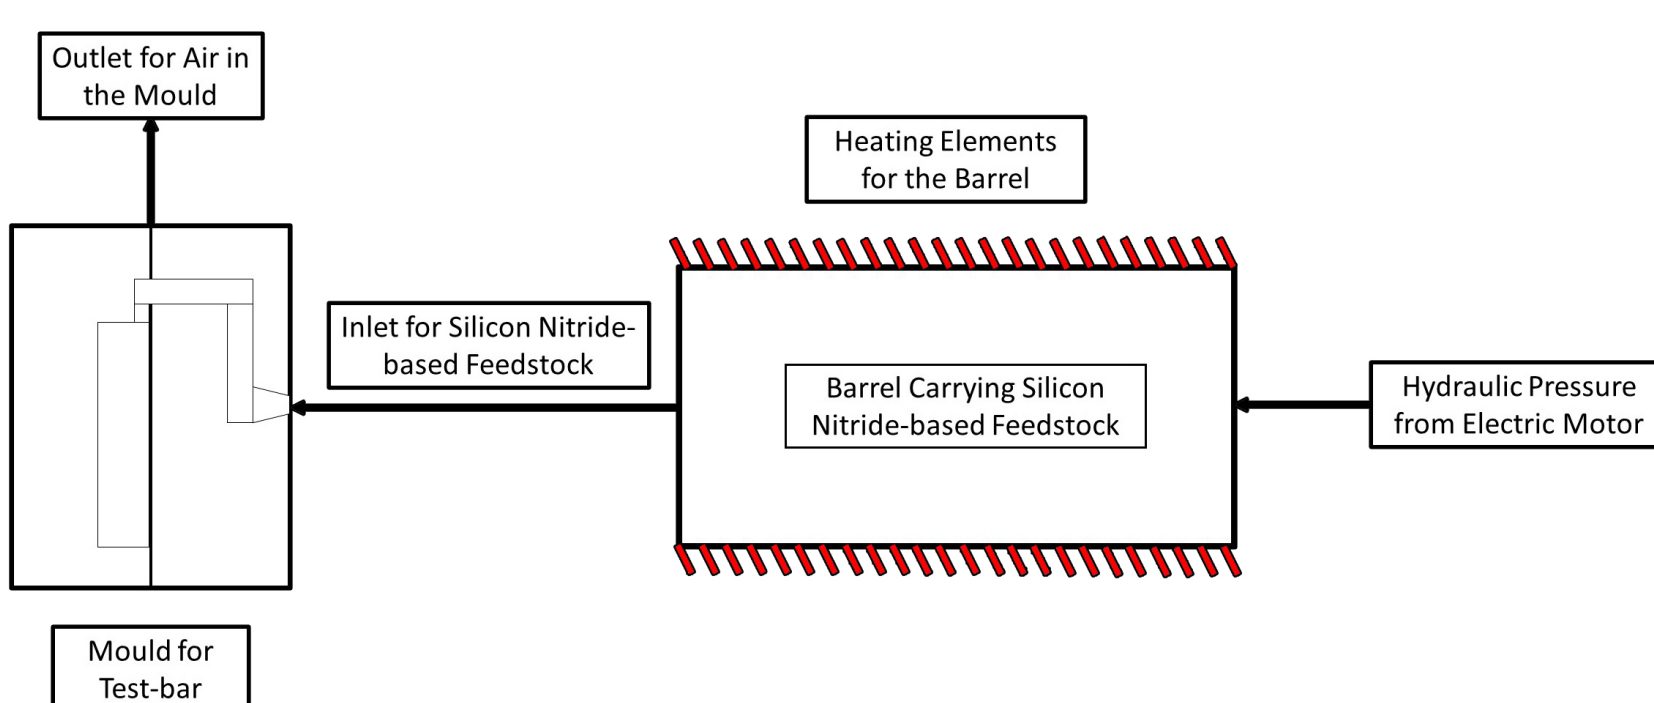 Outlet for Air in
the Mould
Heating Elements
for the Barrel
Inlet for Silicon Nitride-
based Feedstock
Barrel Carrying Silicon
Nitride-based Feedstock
Hydraulic Pressure
from Electric Motor
Mould for
Test-bar